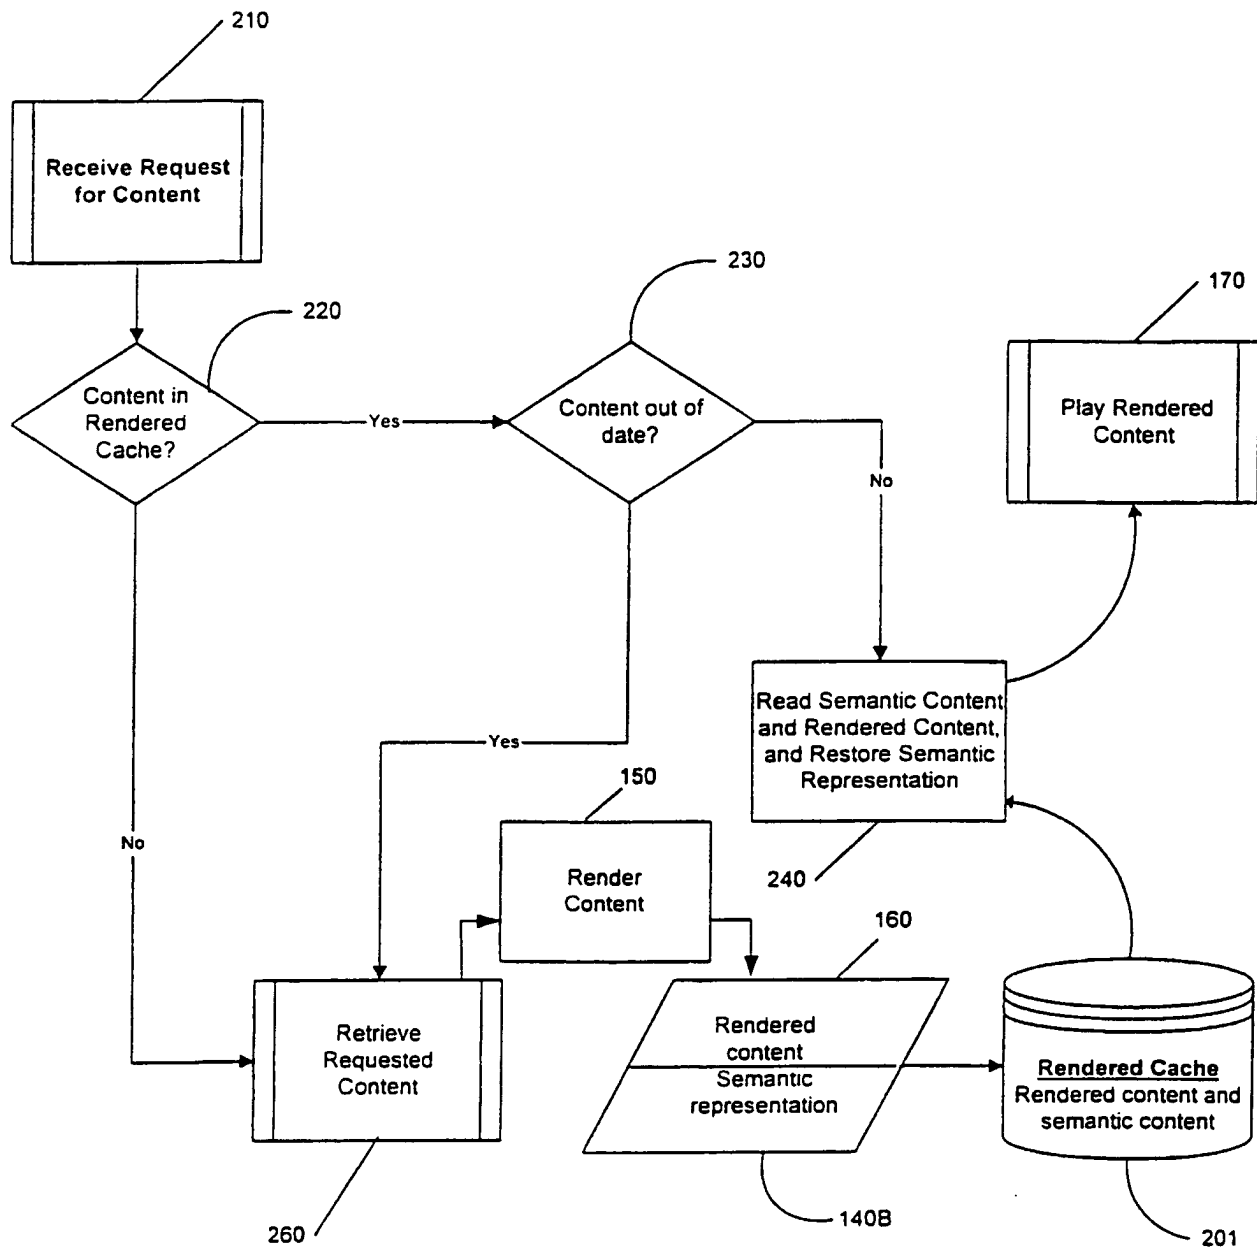 210
Receive Request
for Content
220
Content in
Rendered
Cache?
Yes
230
Content out of
date?
No
170
Play Rendered
Content
Read Semantic Content
and Rendered Content,
and Restore Semantic
Representation
240
Yes
No
150
Render
Content
160
Rendered
content
Semantic
representation
140B
Retrieve
Requested
Content
260
Rendered Cache
Rendered content and
semantic content
201